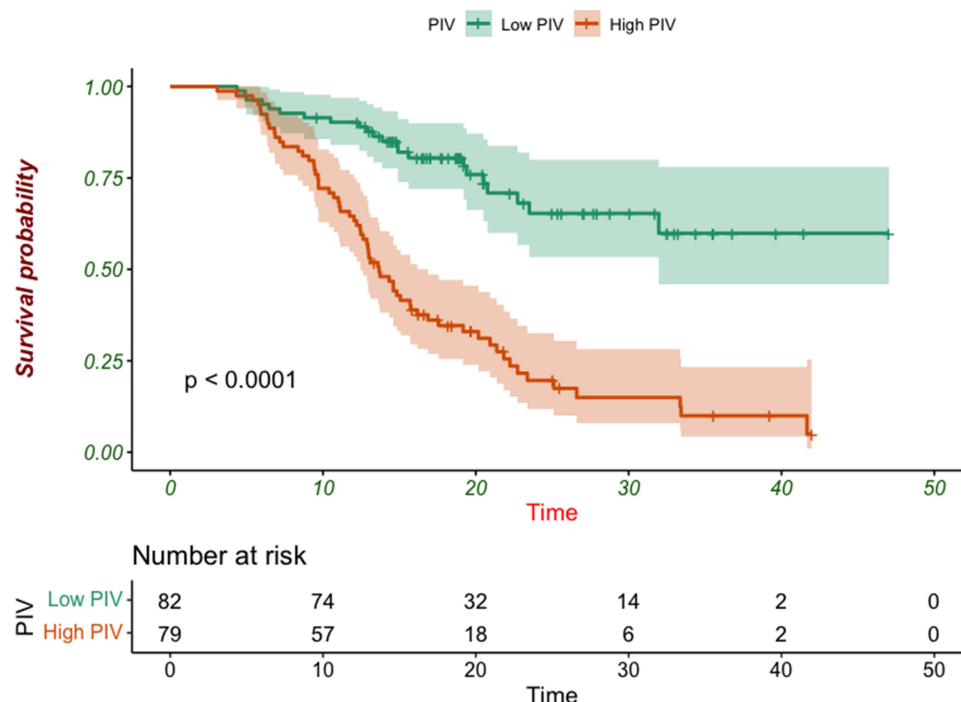 PIV Low PIV High PIV
Survival probability
1.00
0.75
0.50
0.25
0.00
p < 0.0001
0 10 20 30 40 50
Time
Number at risk
PIV
Low PIV 82 74 32 14 2 0
High PIV 79 57 18 6 2 0
0 10 20 30 40 50
Time